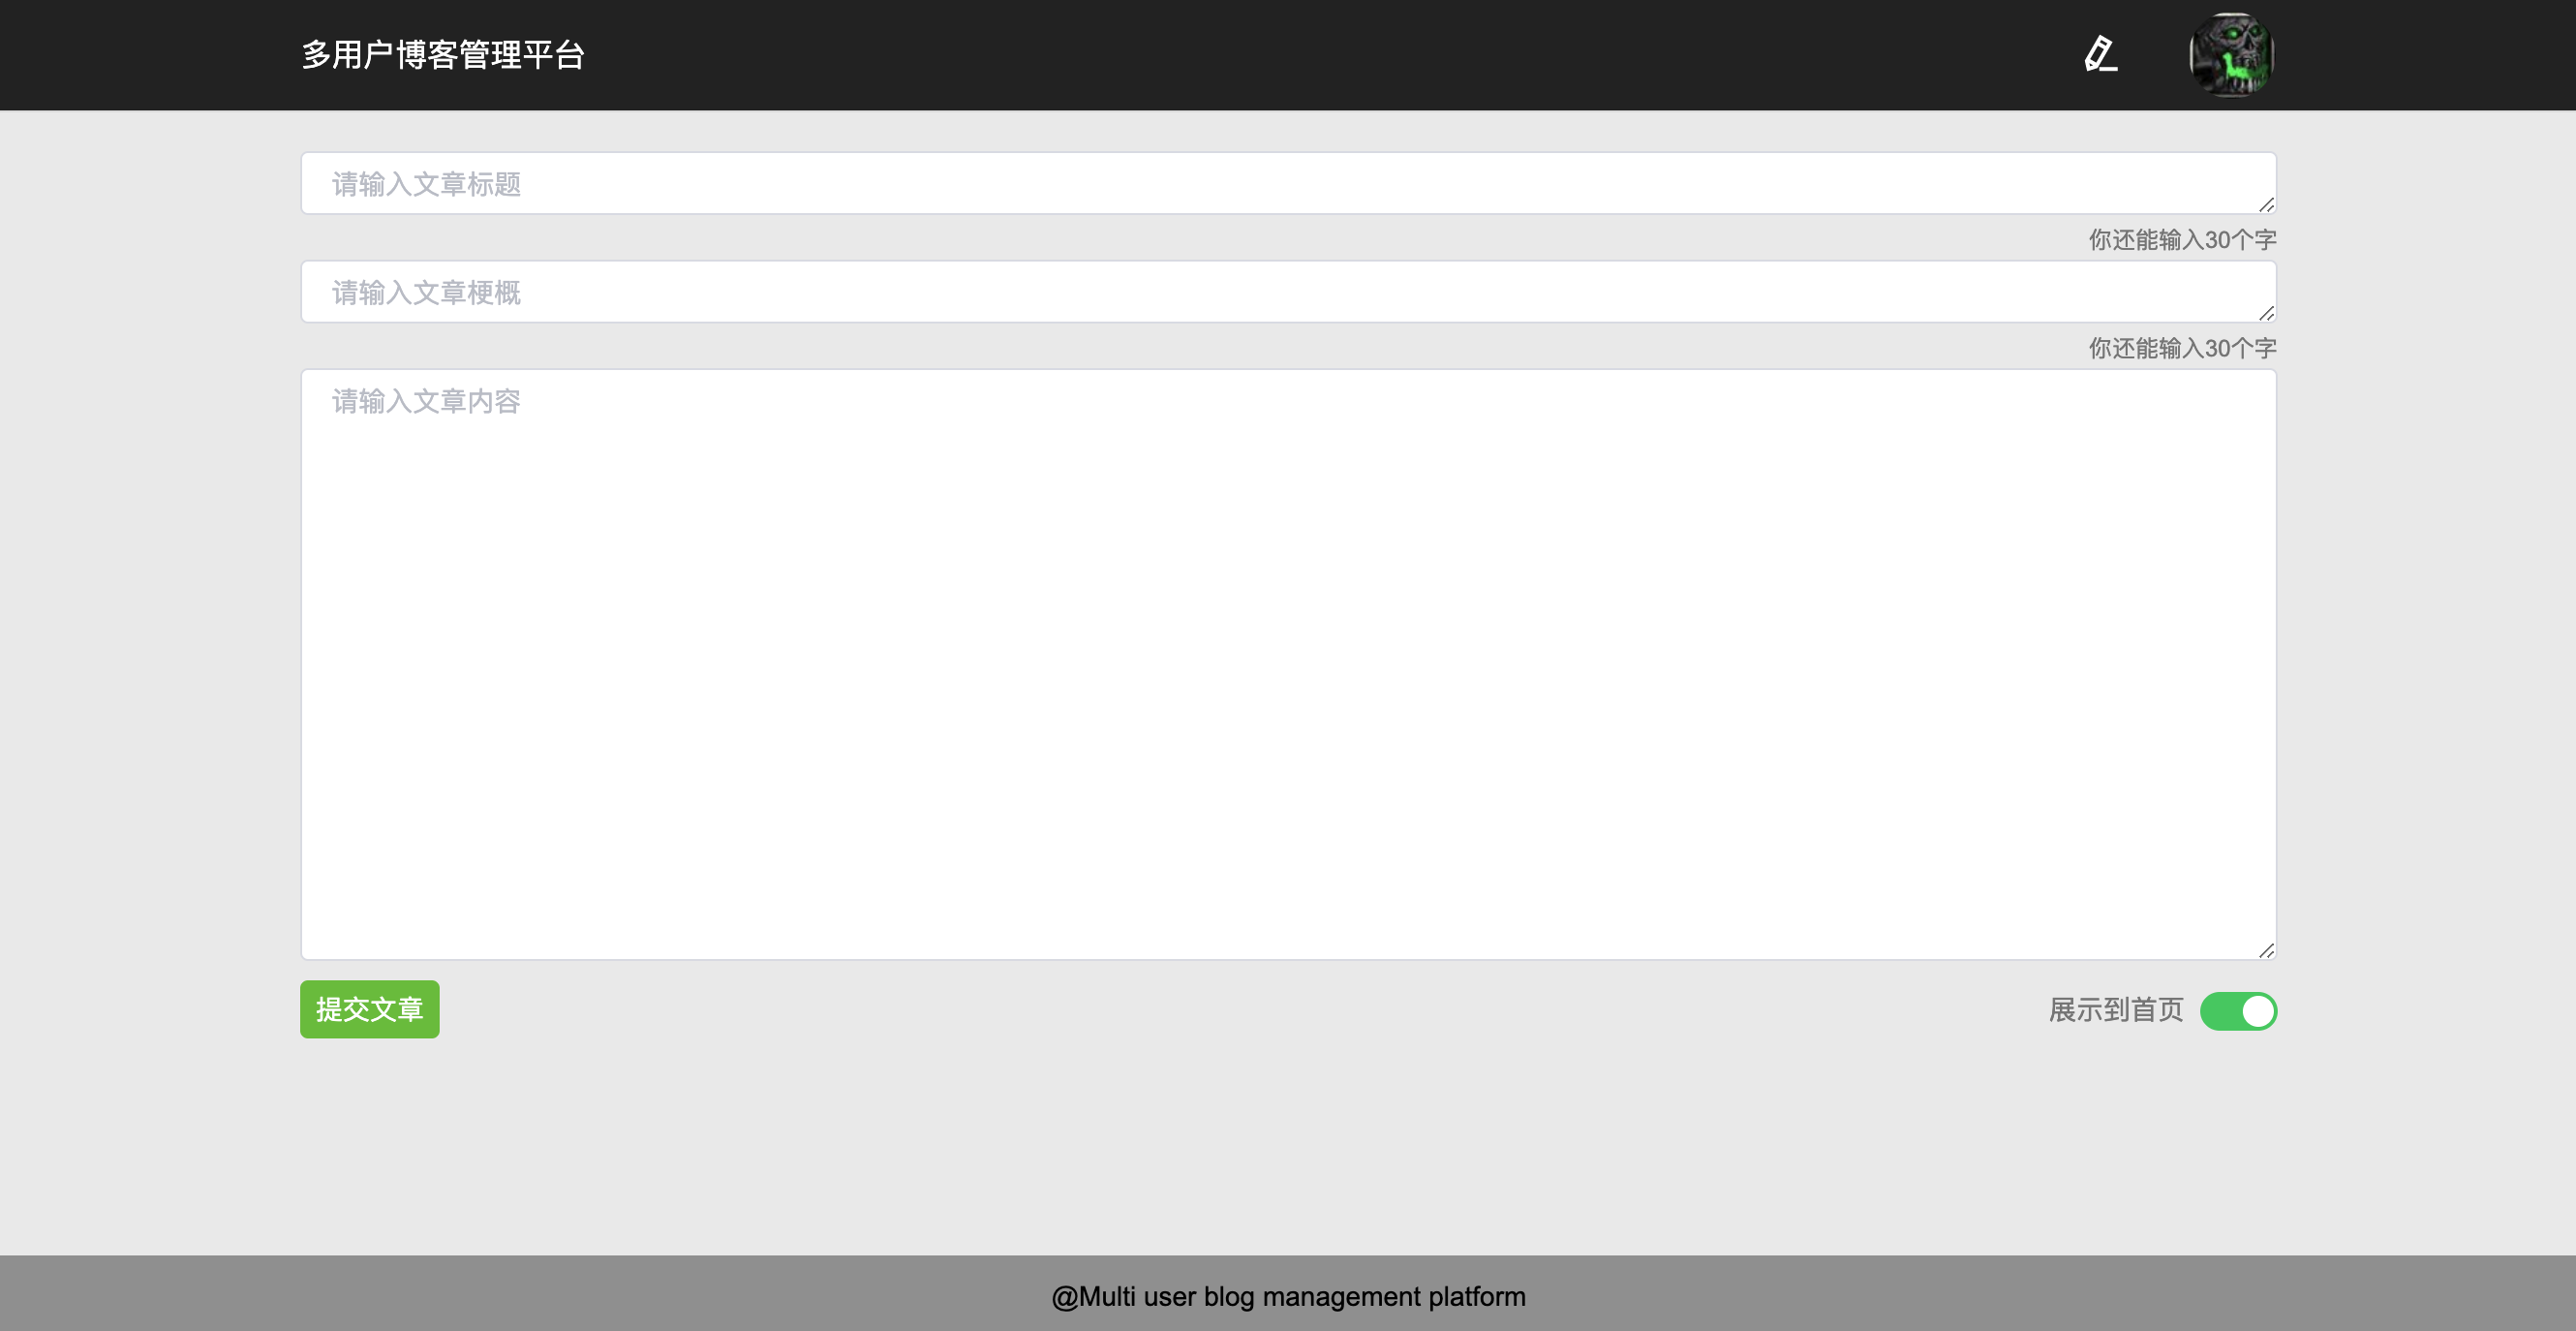 多用户博客管理平台
请输入文章标题
你还能输入30个字
请输入文章梗概
你还能输入30个字
请输入文章内容
提交文章
展示到首页
@Multi user blog management platform